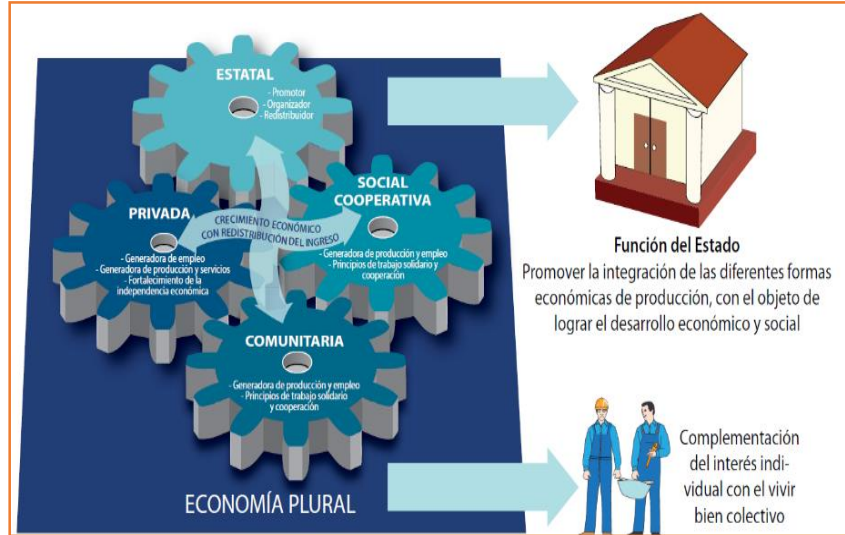 ESTATAL
- Promotor
- Organizador
- Redistribuidor
PRIVADA
- Generadora de empleo
- Generadora de producción y servicios
- Fortalecimiento de la
independencia económica
CRECIMIENTO ECONÓMICO
CON REDISTRIBUCIÓN DEL INGRESO
SOCIAL
COOPERATIVA
- Generadora de producción y empleo
- Principios de trabajo solidario y
cooperación
COMUNITARIA
- Generadora de producción y empleo
- Principios de trabajo solidario
y cooperación
ECONOMÍA PLURAL
Función del Estado
Promover la integración de las diferentes formas
económicas de producción, con el objeto de
lograr el desarrollo económico y social
Complementación
del interés indi-
vidual con el vivir
bien colectivo